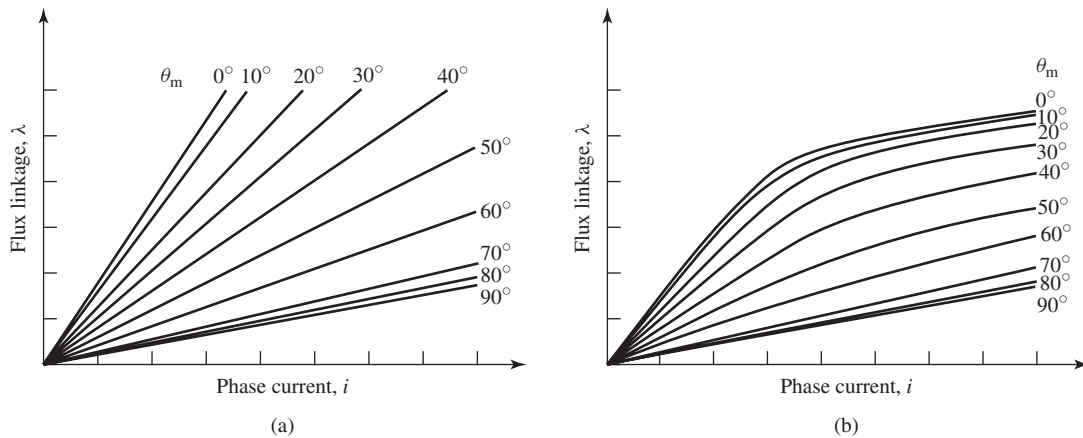 θm 0° 10° 20° 30° 40°
50°
60°
70°
80°
90°
Flux linkage, λ
Phase current, i
(a)
θm
0°
10°
20°
30°
40°
50°
60°
70°
80°
90°
Flux linkage, λ
Phase current, i
(b)